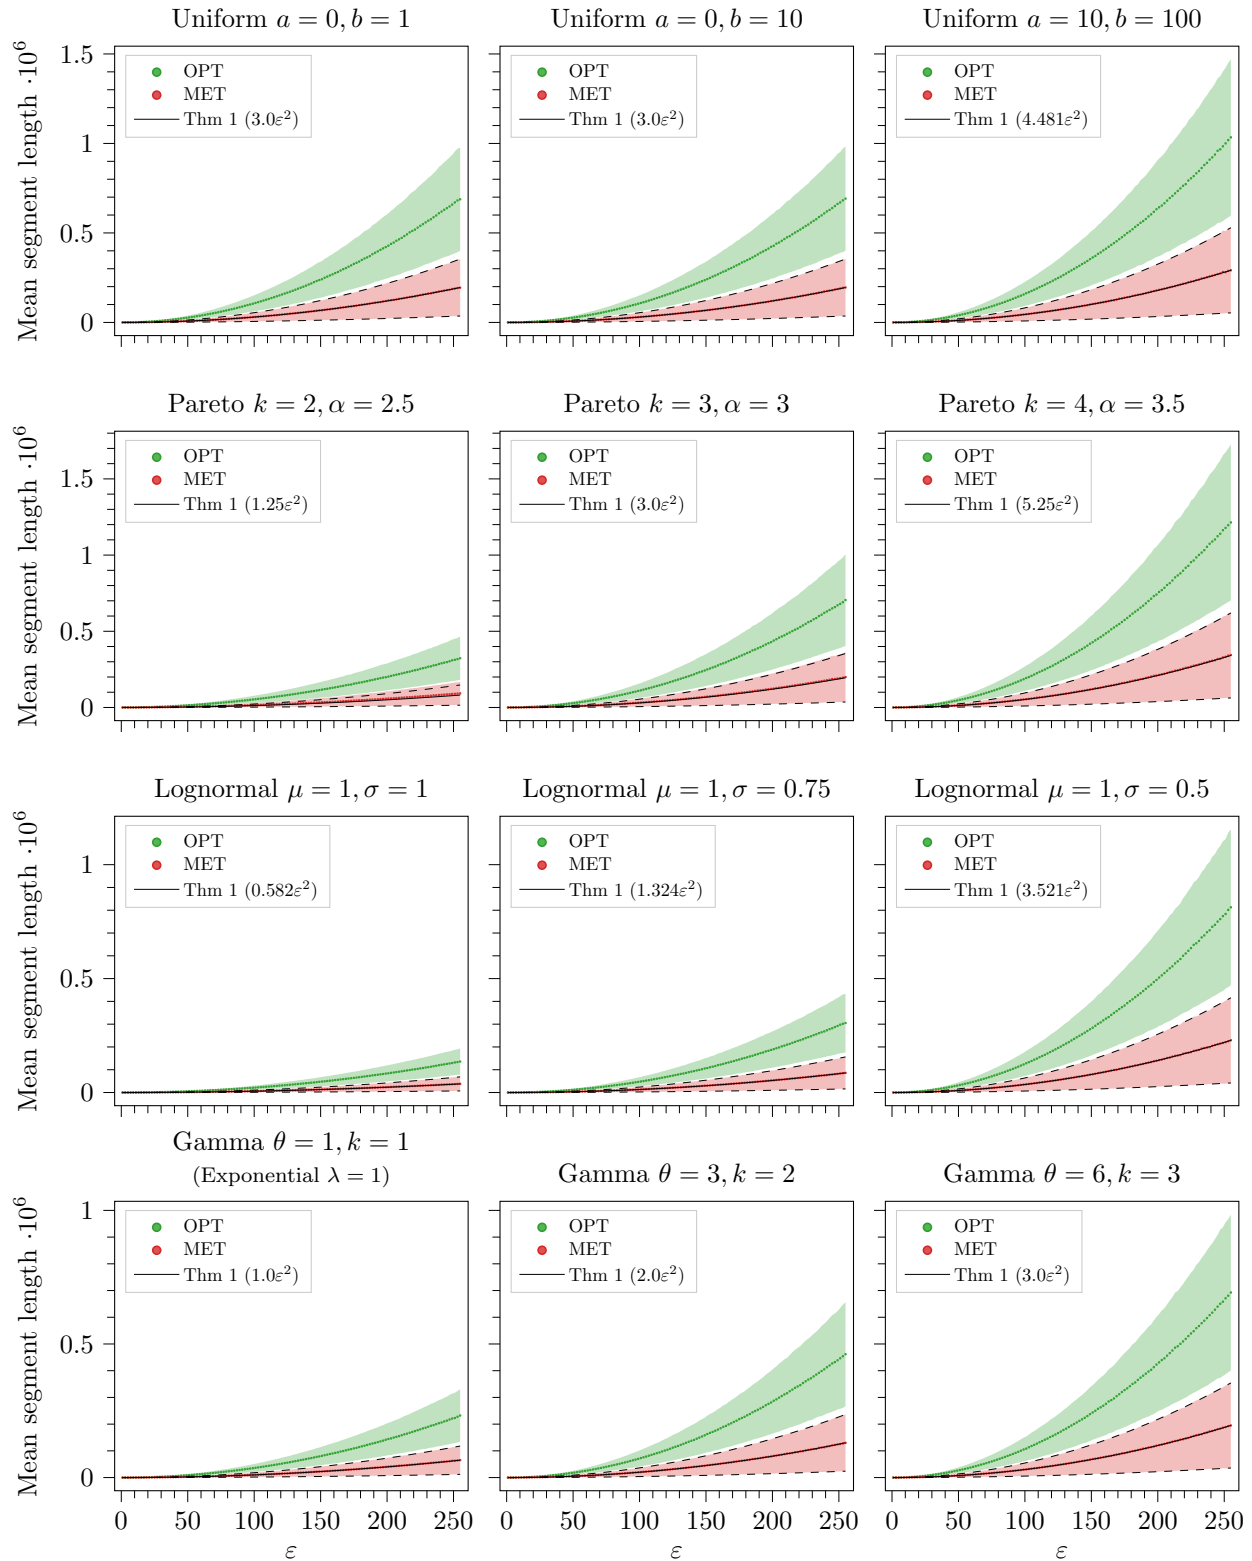 Uniform a = 0, b = 1
Uniform a = 0, b = 10
Uniform a = 10, b = 100
Mean segment length ·10⁶
1.5
1
0.5
0
OPT
MET
Thm 1 (3.0ε²)
OPT
MET
Thm 1 (3.0ε²)
OPT
MET
Thm 1 (4.481ε²)
Pareto k = 2, α = 2.5
Pareto k = 3, α = 3
Pareto k = 4, α = 3.5
Mean segment length ·10⁶
1.5
1
0.5
0
OPT
MET
Thm 1 (1.25ε²)
OPT
MET
Thm 1 (3.0ε²)
OPT
MET
Thm 1 (5.25ε²)
Lognormal μ = 1, σ = 1
Lognormal μ = 1, σ = 0.75
Lognormal μ = 1, σ = 0.5
Mean segment length ·10⁶
1
0.5
0
OPT
MET
Thm 1 (0.582ε²)
OPT
MET
Thm 1 (1.324ε²)
OPT
MET
Thm 1 (3.521ε²)
Gamma θ = 1, k = 1
(Exponential λ = 1)
Gamma θ = 3, k = 2
Gamma θ = 6, k = 3
Mean segment length ·10⁶
1
0.5
0
OPT
MET
Thm 1 (1.0ε²)
OPT
MET
Thm 1 (2.0ε²)
OPT
MET
Thm 1 (3.0ε²)
0 50 100 150 200 250
0 50 100 150 200 250
0 50 100 150 200 250
ε
ε
ε